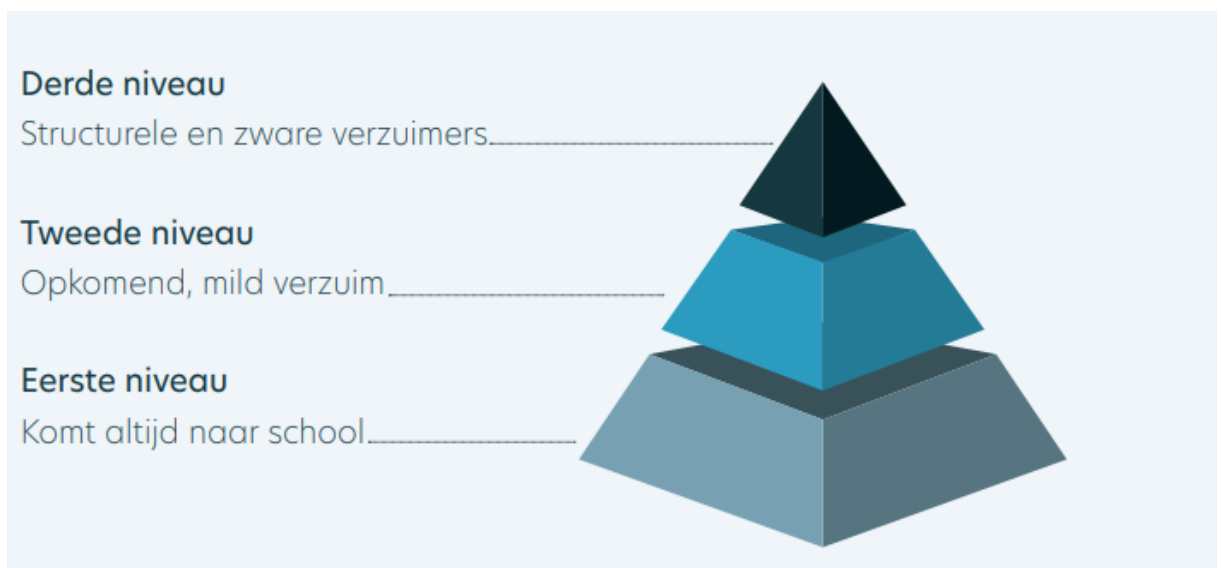 Derde niveau
Structurele en zware verzuimers
Tweede niveau
Opkomend, mild verzuim
Eerste niveau
Komt altijd naar school